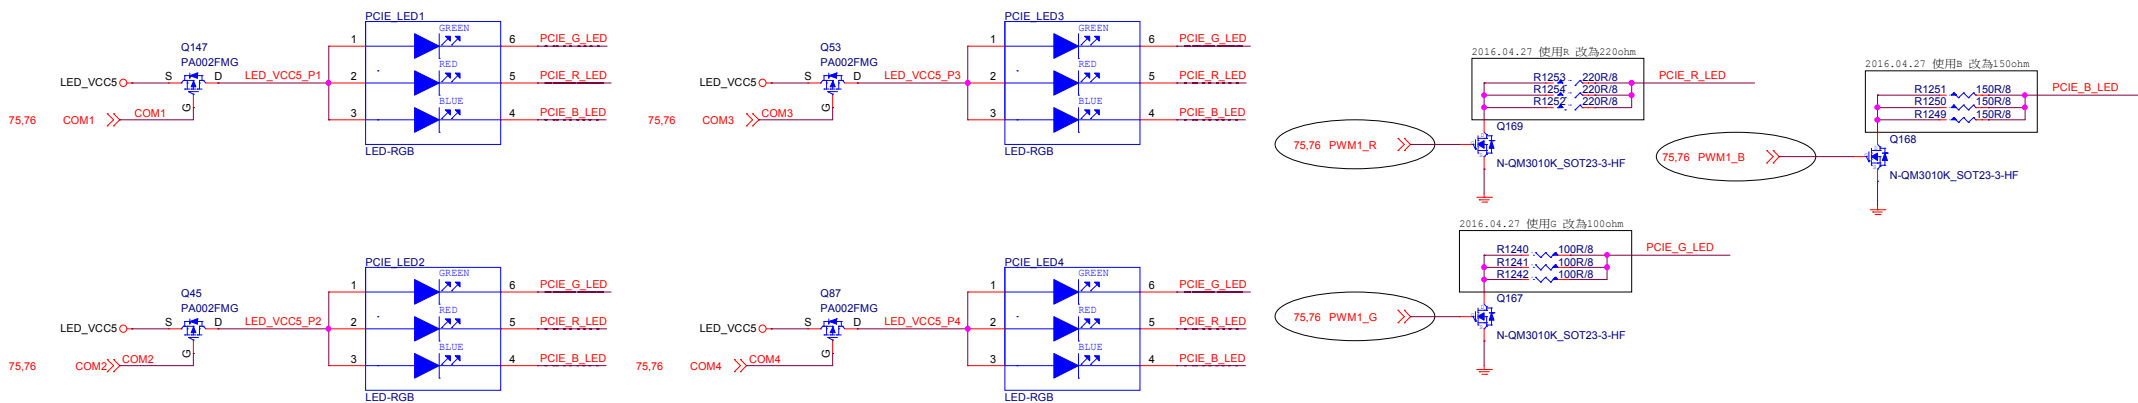 PCIE_LED1
Q147
PA002FMG
LED_VCC5
S
D
G
LED_VCC5_P1
75,76
COM1
COM1
1
2
3
GREEN
RED
BLUE
6
5
4
PCIE_G_LED
PCIE_R_LED
PCIE_B_LED
LED-RGB
PCIE_LED3
Q53
PA002FMG
LED_VCC5
S
D
G
LED_VCC5_P3
75,76
COM3
COM3
1
2
3
GREEN
RED
BLUE
6
5
4
PCIE_G_LED
PCIE_R_LED
PCIE_B_LED
LED-RGB
2016.04.27 使用R 改為220ohm
R1253 220R/8
R1254 220R/8
R1252 220R/8
PCIE_R_LED
Q169
75,76 PWM1_R
N-QM3010K_SOT23-3-HF
2016.04.27 使用B 改為150ohm
R1251 150R/8
R1250 150R/8
R1249 150R/8
PCIE_B_LED
Q168
75,76 PWM1_B
N-QM3010K_SOT23-3-HF
PCIE_LED2
Q45
PA002FMG
LED_VCC5
S
D
G
LED_VCC5_P2
75,76
COM2
COM2
1
2
3
GREEN
RED
BLUE
6
5
4
PCIE_G_LED
PCIE_R_LED
PCIE_B_LED
LED-RGB
PCIE_LED4
Q87
PA002FMG
LED_VCC5
S
D
G
LED_VCC5_P4
75,76
COM4
COM4
1
2
3
GREEN
RED
BLUE
6
5
4
PCIE_G_LED
PCIE_R_LED
PCIE_B_LED
LED-RGB
2016.04.27 使用G 改為100ohm
R1240 100R/8
R1241 100R/8
R1242 100R/8
PCIE_G_LED
Q167
75,76 PWM1_G
N-QM3010K_SOT23-3-HF